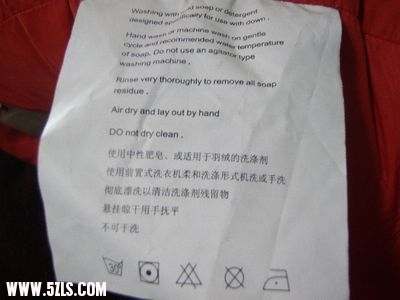 Washing with mild soap or detergent
designed specifically for use with down .
Hand wash or machine wash on gentle
cycle and recommended water temperature
of soap. Do not use an agitator type
washing machine .
Rinse very thoroughly to remove all soap
residue .
Air dry and lay out by hand
DO not dry clean .
使用中性肥皂、或适用于羽绒的洗涤剂
使用前置式洗衣机柔和洗涤形式机洗或手洗
彻底漂洗以清洁洗涤剂残留物
悬挂晾干用手抚平
不可干洗
30
WWW.5ZLS.COM